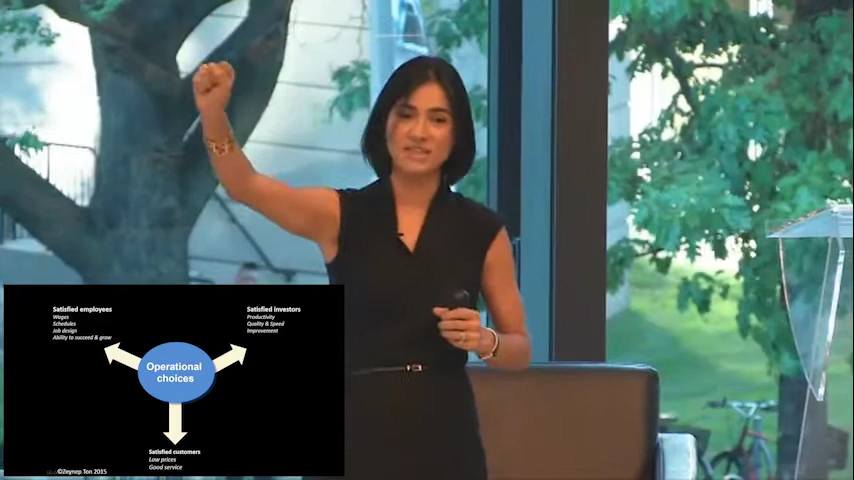 Satisfied employees
Wages
Schedules
Job design
Ability to succeed & grow
Satisfied investors
Productivity
Quality & Speed
Improvement
Operational
choices
Satisfied customers
Low prices
Good service
©Zeynep Ton 2015